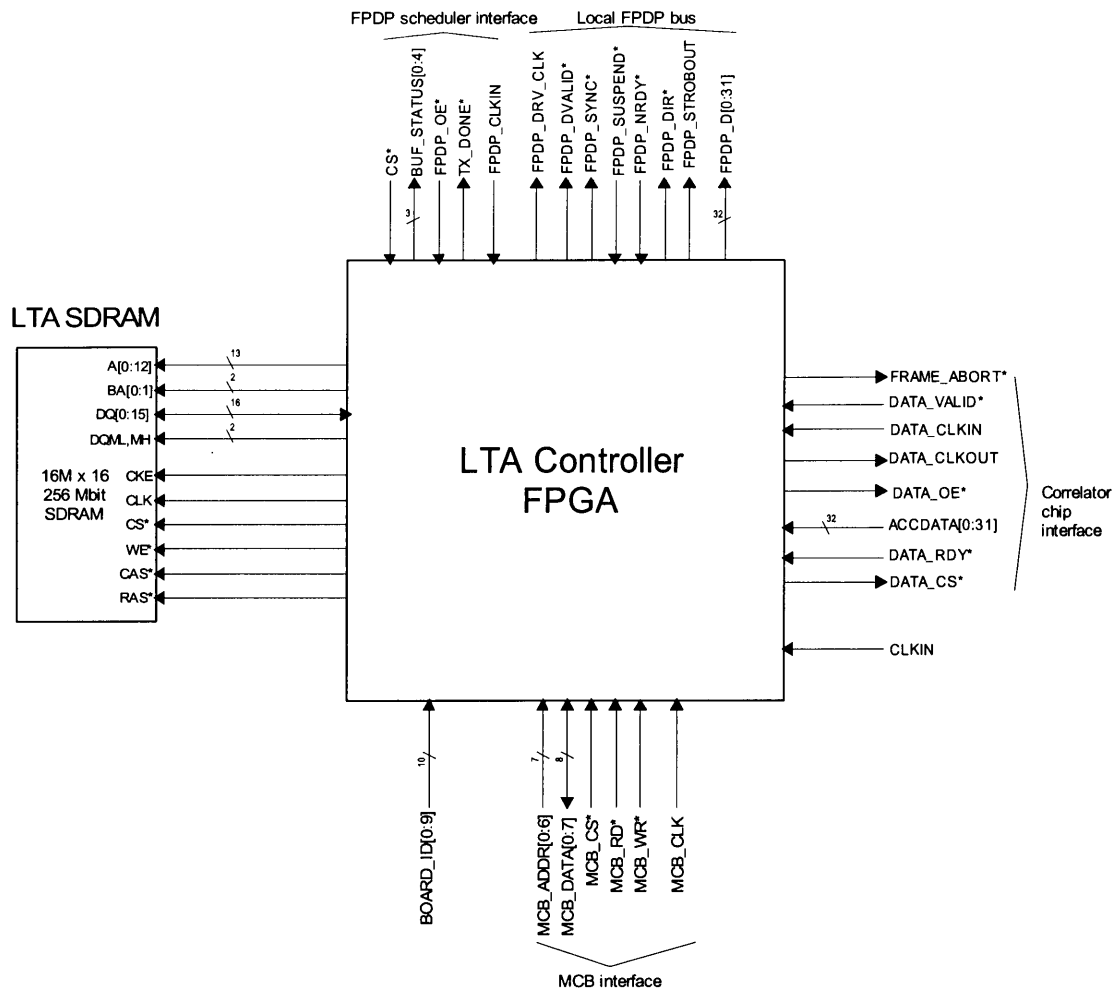 FPDP scheduler interface
Local FPDP bus
CS*
BUF_STATUS[0:4]
FPDP_OE*
TX_DONE*
FPDP_CLKIN
FPDP_DRV_CLK
FPDP_DVALID*
FPDP_SYNC*
FPDP_SUSPEND*
FPDP_NRDY*
FPDP_DIR*
FPDP_STROBOUT
FPDP_D[0:31]
3
32
LTA SDRAM
A[0:12]
13
BA[0:1]
2
DQ[0:15]
16
DQML,MH
2
16M x 16
256 Mbit
SDRAM
CKE
CLK
CS*
WE*
CAS*
RAS*
LTA Controller
FPGA
FRAME_ABORT*
DATA_VALID*
DATA_CLKIN
DATA_CLKOUT
DATA_OE*
32
ACCDATA[0:31]
DATA_RDY*
DATA_CS*
Correlator
chip
interface
CLKIN
10
7
8
BOARD_ID[0:9]
MCB_ADDR[0:6]
MCB_DATA[0:7]
MCB_CS*
MCB_RD*
MCB_WR*
MCB_CLK
MCB interface